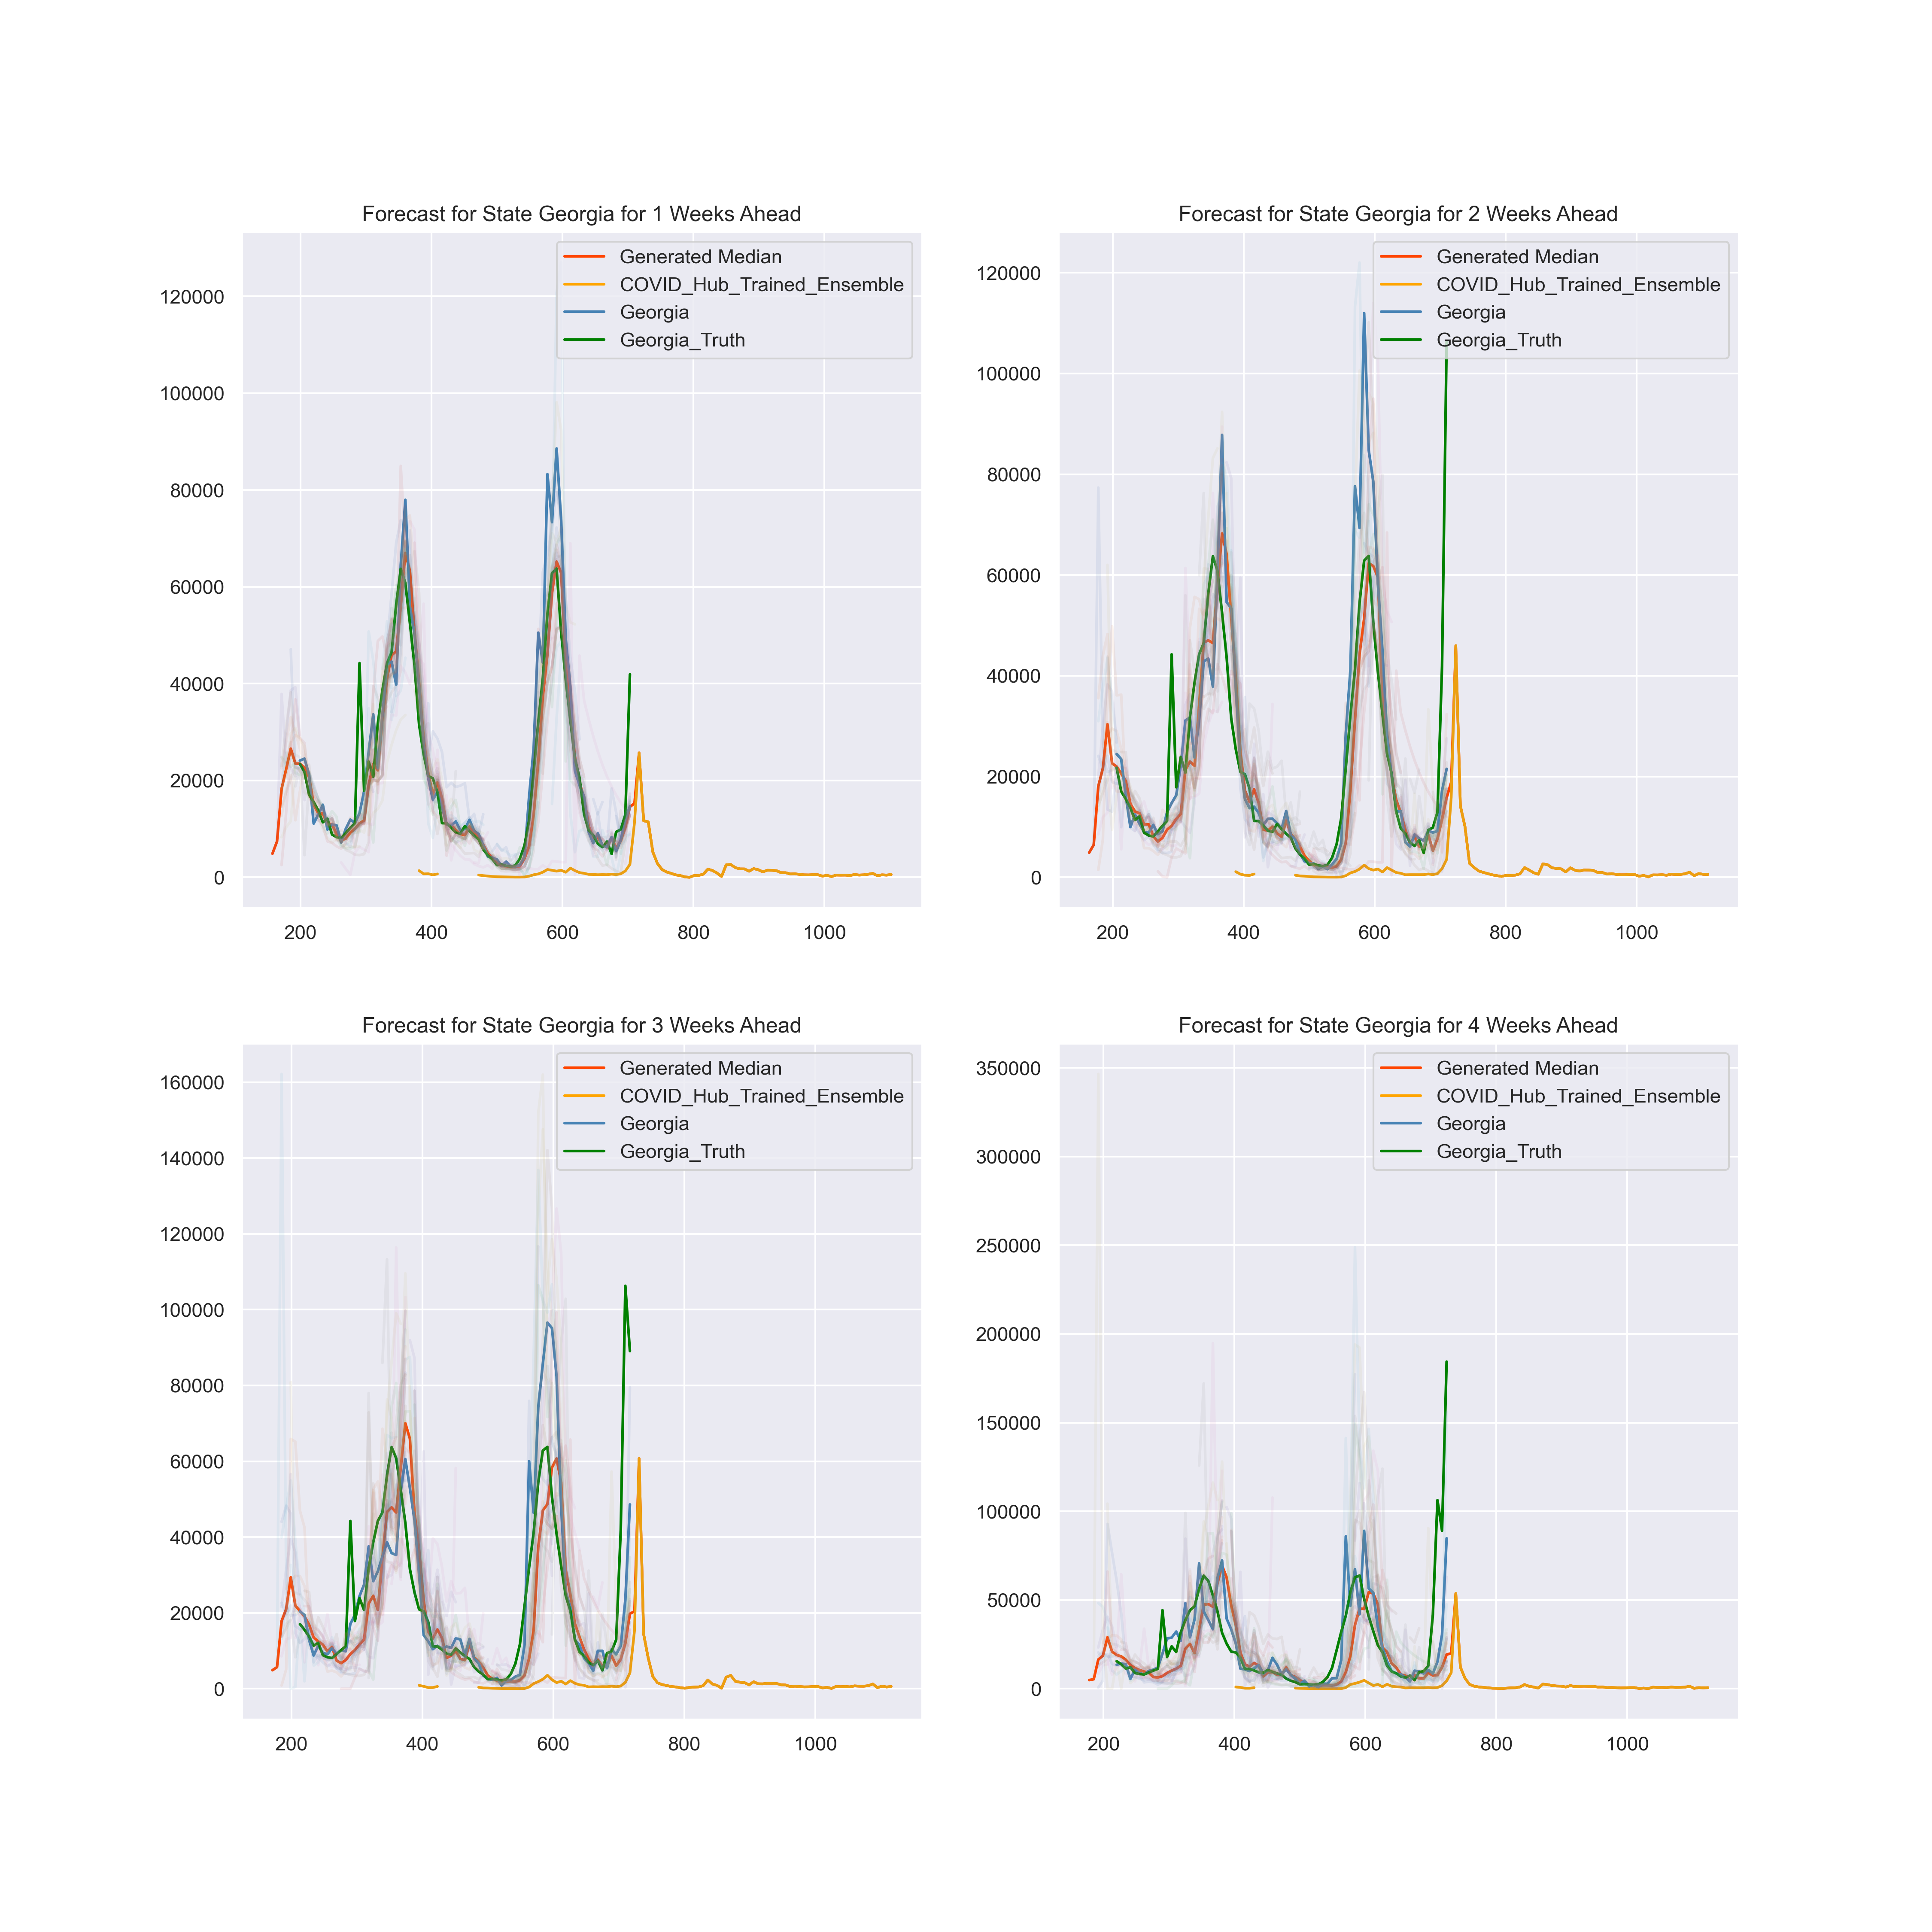 Forecast for State Georgia for 1 Weeks Ahead
Generated Median
COVID_Hub_Trained_Ensemble
Georgia
Georgia_Truth
120000
100000
80000
60000
40000
20000
0
200 400 600 800 1000
Forecast for State Georgia for 2 Weeks Ahead
Generated Median
COVID_Hub_Trained_Ensemble
Georgia
Georgia_Truth
120000
100000
80000
60000
40000
20000
0
200 400 600 800 1000
Forecast for State Georgia for 3 Weeks Ahead
Generated Median
COVID_Hub_Trained_Ensemble
Georgia
Georgia_Truth
160000
140000
120000
100000
80000
60000
40000
20000
0
200 400 600 800 1000
Forecast for State Georgia for 4 Weeks Ahead
Generated Median
COVID_Hub_Trained_Ensemble
Georgia
Georgia_Truth
350000
300000
250000
200000
150000
100000
50000
0
200 400 600 800 1000